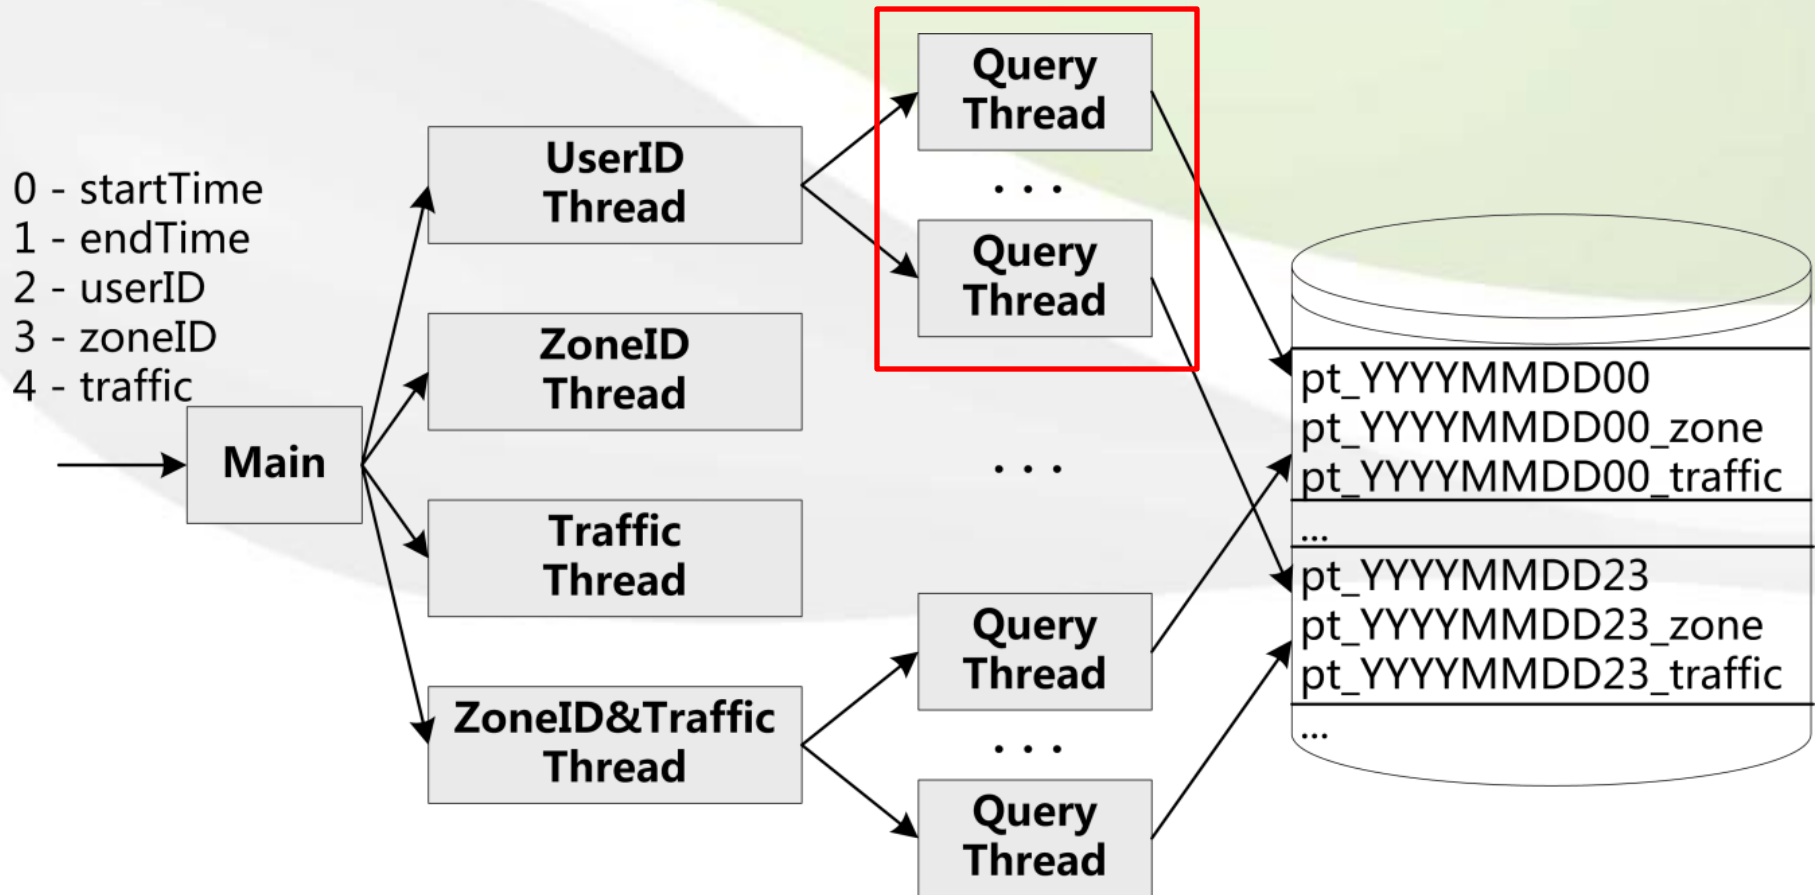 0 - startTime
1 - endTime
2 - userID
3 - zoneID
4 - traffic
Main
UserID
Thread
ZoneID
Thread
Traffic
Thread
ZoneID&Traffic
Thread
Query
Thread
. . .
Query
Thread
. . .
Query
Thread
. . .
Query
Thread
pt_YYYYMMDD00
pt_YYYYMMDD00_zone
pt_YYYYMMDD00_traffic
...
pt_YYYYMMDD23
pt_YYYYMMDD23_zone
pt_YYYYMMDD23_traffic
...